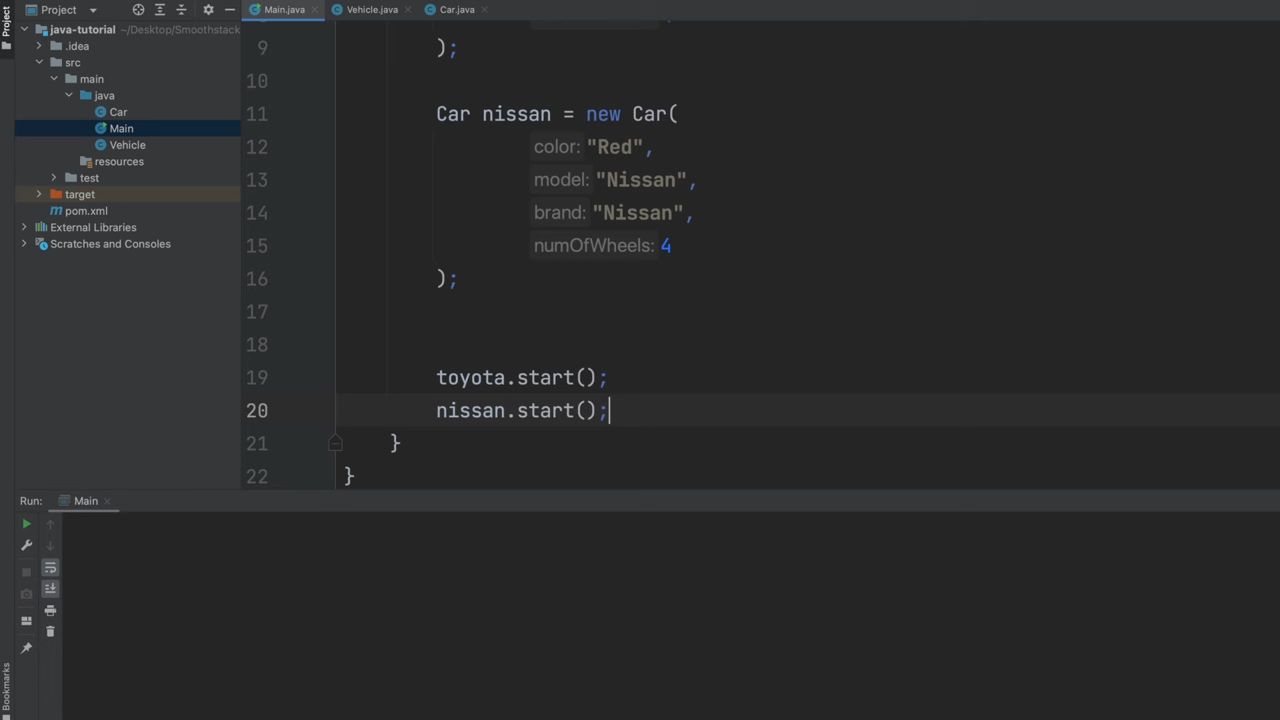 Project
Main.java
Vehicle.java
Car.java
Project
java-tutorial ~/Desktop/Smoothstack
.idea
src
main
java
Car
Main
Vehicle
resources
test
target
pom.xml
External Libraries
Scratches and Consoles
9 );
10
11 Car nissan = new Car(
12 color: "Red",
13 model: "Nissan",
14 brand: "Nissan",
15 numOfWheels: 4
16 );
17
18
19 toyota.start();
20 nissan.start();
21 }
22 }
Run: Main
Bookmarks